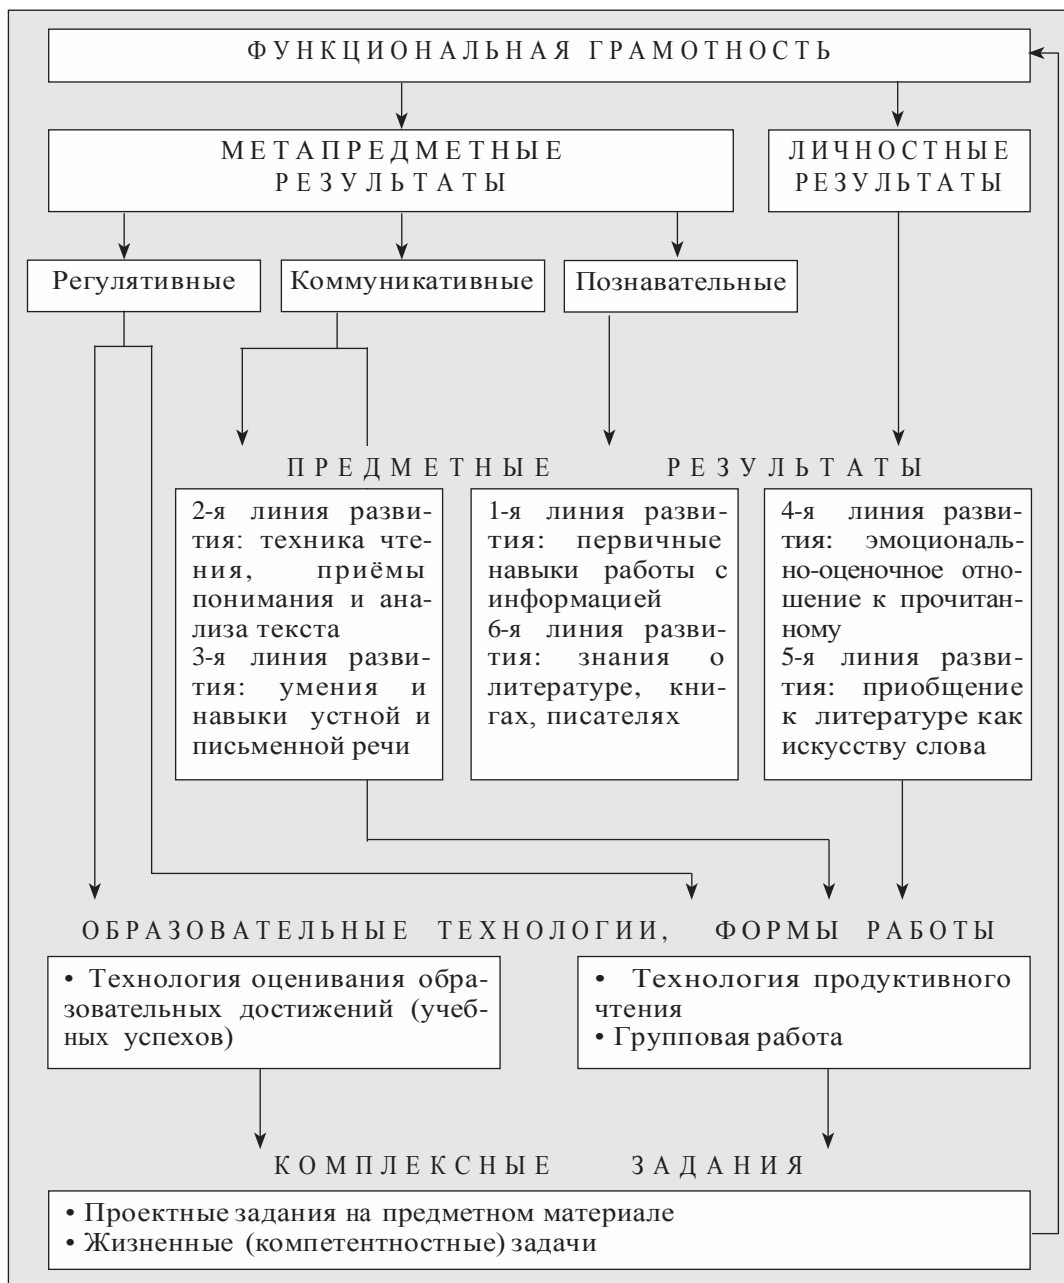 ФУНКЦИОНАЛЬНАЯ ГРАМОТНОСТЬ
МЕТАПРЕДМЕТНЫЕ
РЕЗУЛЬТАТЫ
ЛИЧНОСТНЫЕ
РЕЗУЛЬТАТЫ
Регулятивные
Коммуникативные
Познавательные
ПРЕДМЕТНЫЕ РЕЗУЛЬТАТЫ
2-я линия разви-
тия: техника чте-
ния, приёмы
понимания и ана-
лиза текста
3-я линия разви-
тия: умения и
навыки устной и
письменной речи
1-я линия разви-
тия: первичные
навыки работы с
информацией
6-я линия разви-
тия: знания о
литературе, кни-
гах, писателях
4-я линия разви-
тия: эмоциональ-
но-оценочное отно-
шение к прочитан-
ному
5-я линия разви-
тия: приобщение
к литературе как
искусству слова
ОБРАЗОВАТЕЛЬНЫЕ ТЕХНОЛОГИИ, ФОРМЫ РАБОТЫ
• Технология оценивания обра-
зовательных достижений (учеб-
ных успехов)
• Технология продуктивного
чтения
• Групповая работа
КОМПЛЕКСНЫЕ ЗАДАНИЯ
• Проектные задания на предметном материале
• Жизненные (компетентностные) задачи